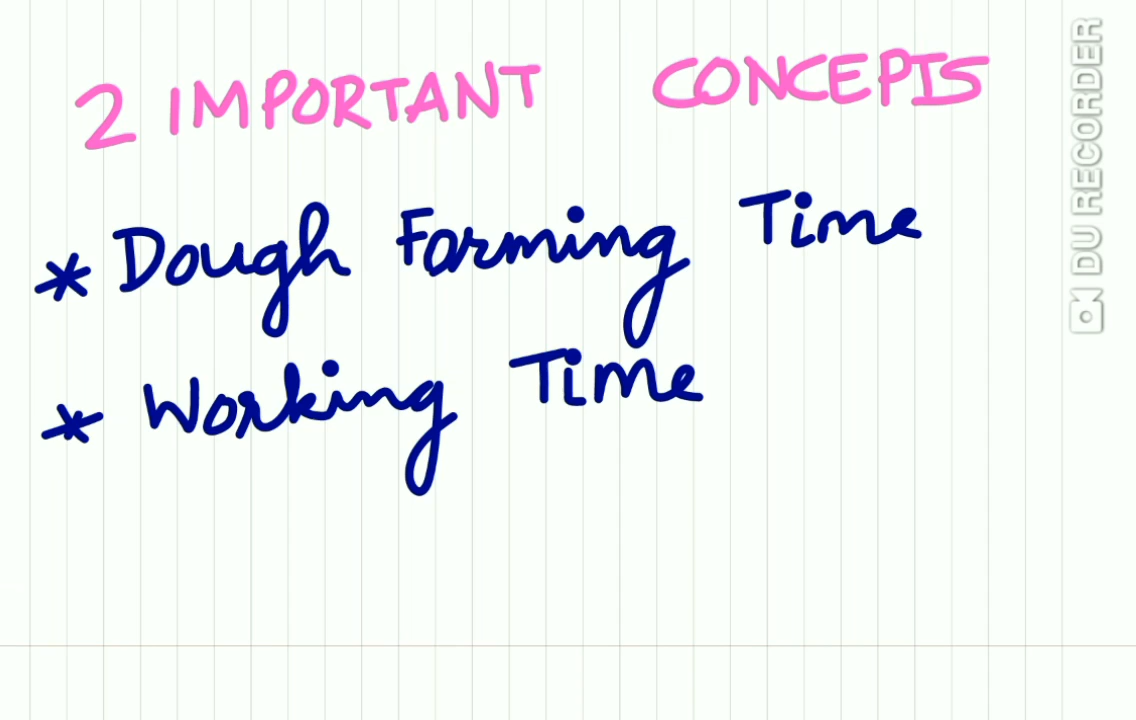 2 IMPORTANT CONCEPTS
* Dough Forming Time
* Working Time
DU RECORDER